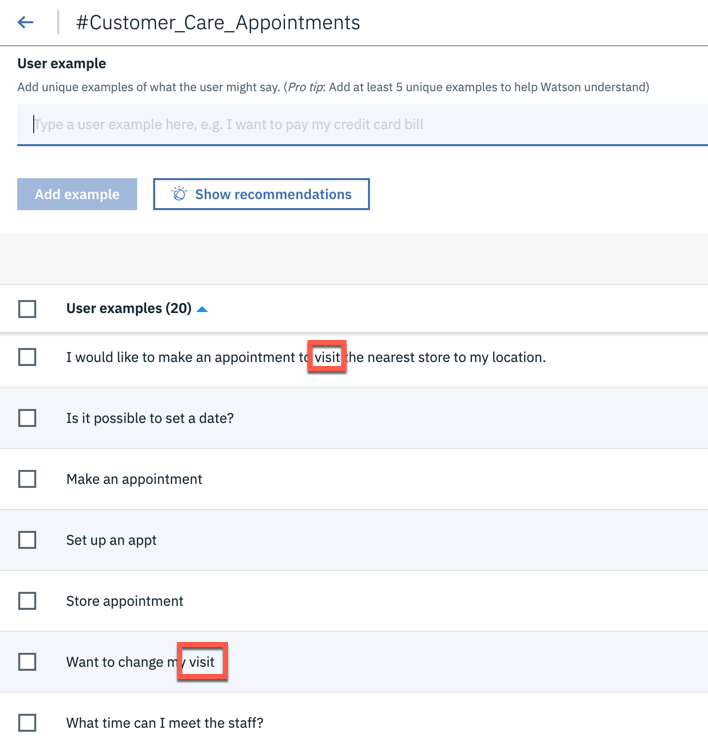 #Customer_Care_Appointments
User example
Add unique examples of what the user might say. (Pro tip: Add at least 5 unique examples to help Watson understand)
Type a user example here, e.g. I want to pay my credit card bill
Add example Show recommendations
User examples (20)
I would like to make an appointment to visit the nearest store to my location.
Is it possible to set a date?
Make an appointment
Set up an appt
Store appointment
Want to change my visit
What time can I meet the staff?